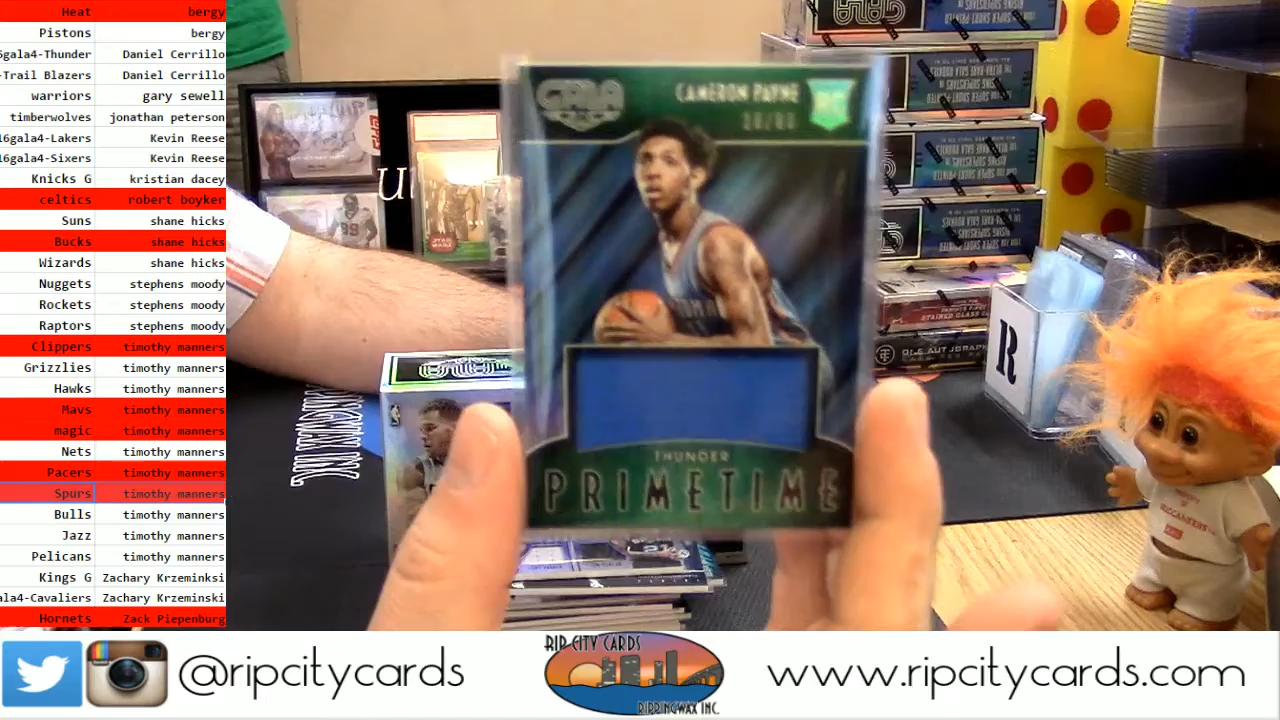 Heat bergy
Pistons bergy
6gala4-Thunder Daniel Cerrillo
-Trail Blazers Daniel Cerrillo
warriors gary sewell
timberwolves jonathan peterson
16gala4-Lakers Kevin Reese
16gala4-Sixers Kevin Reese
Knicks G kristian dacey
celtics robert boyker
Suns shane hicks
Bucks shane hicks
Wizards shane hicks
Nuggets stephens moody
Rockets stephens moody
Raptors stephens moody
Clippers timothy manners
Grizzlies timothy manners
Hawks timothy manners
Mavs timothy manners
magic timothy manners
Nets timothy manners
Pacers timothy manners
Spurs timothy manners
Bulls timothy manners
Jazz timothy manners
Pelicans timothy manners
Kings G Zachary Krzeminksi
ala4-Cavaliers Zachary Krzeminski
Hornets Zack Piepenburg
GALA
CAMERON PAYNE
RC
THUNDER
PRIMETIME
R
BUCCANEERS
@ripcitycards
RIP CITY CARDS
RIPPINGWAX INC.
www.ripcitycards.com